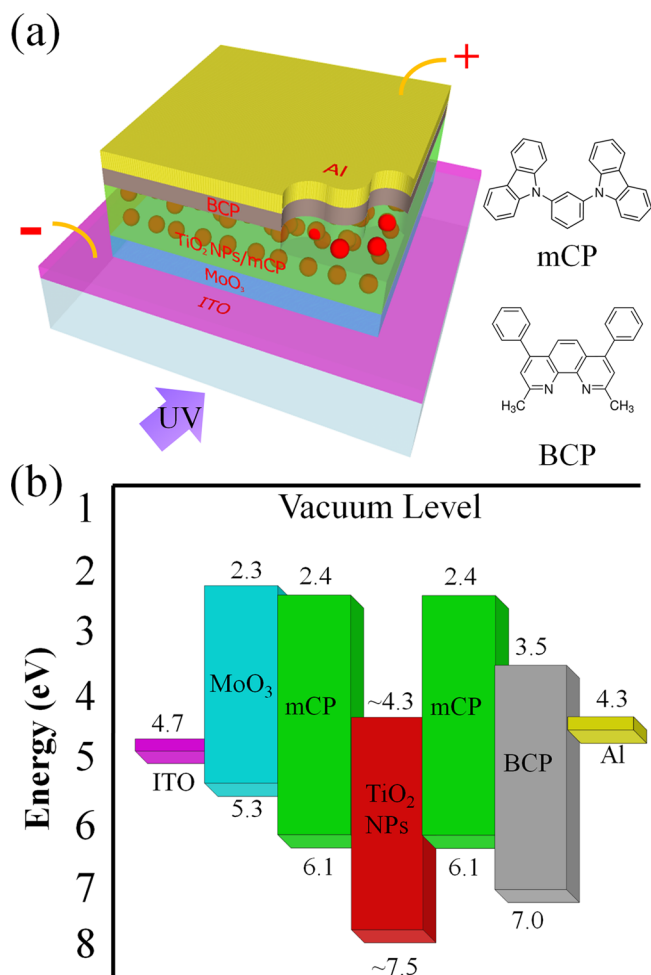 (a)
+
Al
BCP
-
TiO₂ NPs/mCP
MoO₃
ITO
UV
mCP
H₃C
CH₃
N
N
N
N
BCP
(b)
Vacuum Level
Energy (eV)
1
2
3
4
5
6
7
8
2.3
2.4
2.4
3.5
4.7
~4.3
4.3
MoO₃
mCP
mCP
ITO
TiO₂
NPs
BCP
Al
5.3
6.1
6.1
7.0
~7.5